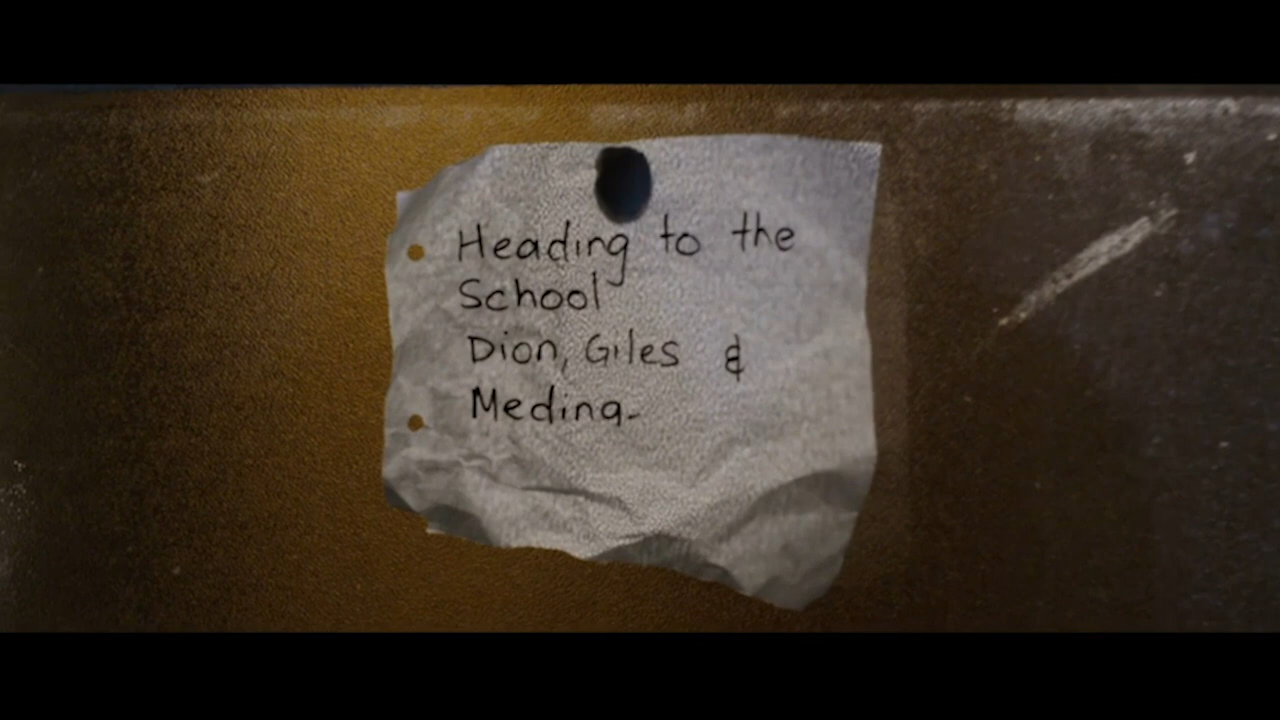 Heading to the
School
Dion, Giles &
Medina-